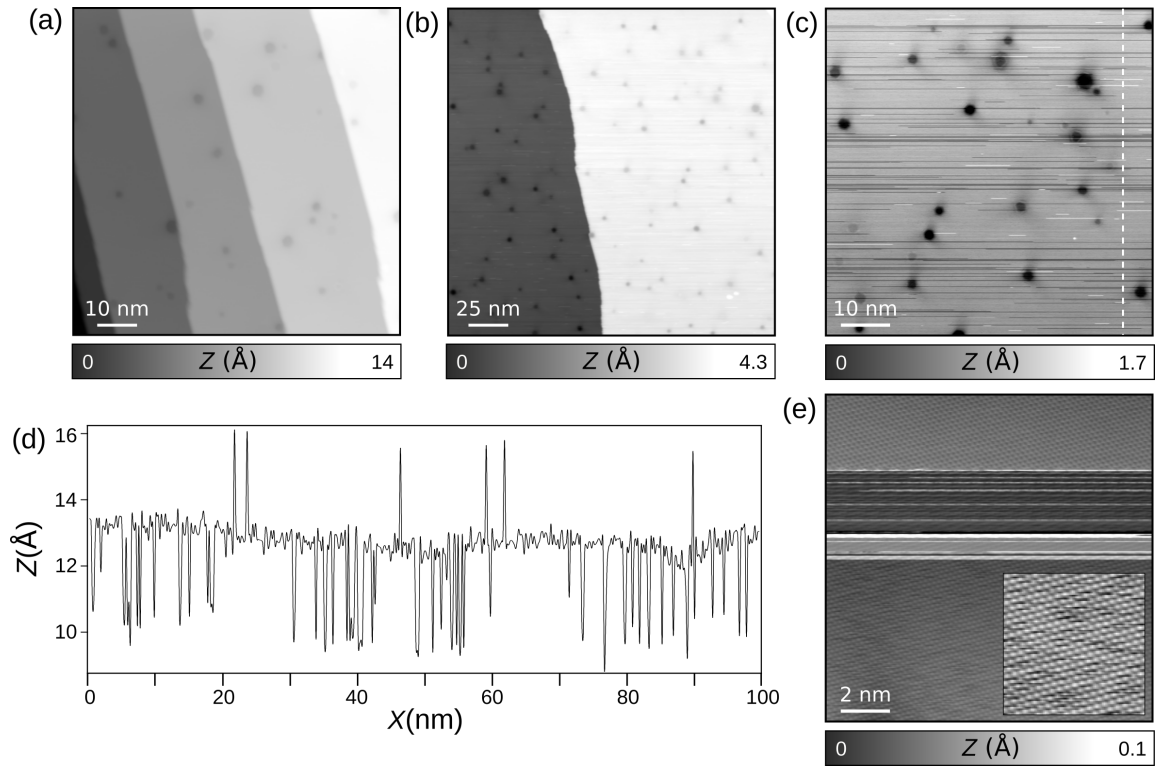 (a)
10 nm
0 Z (Å) 14
(b)
25 nm
0 Z (Å) 4.3
(c)
10 nm
0 Z (Å) 1.7
(d)
Z(Å)
16
14
12
10
0 20 40 60 80 100
X(nm)
(e)
2 nm
0 Z (Å) 0.1